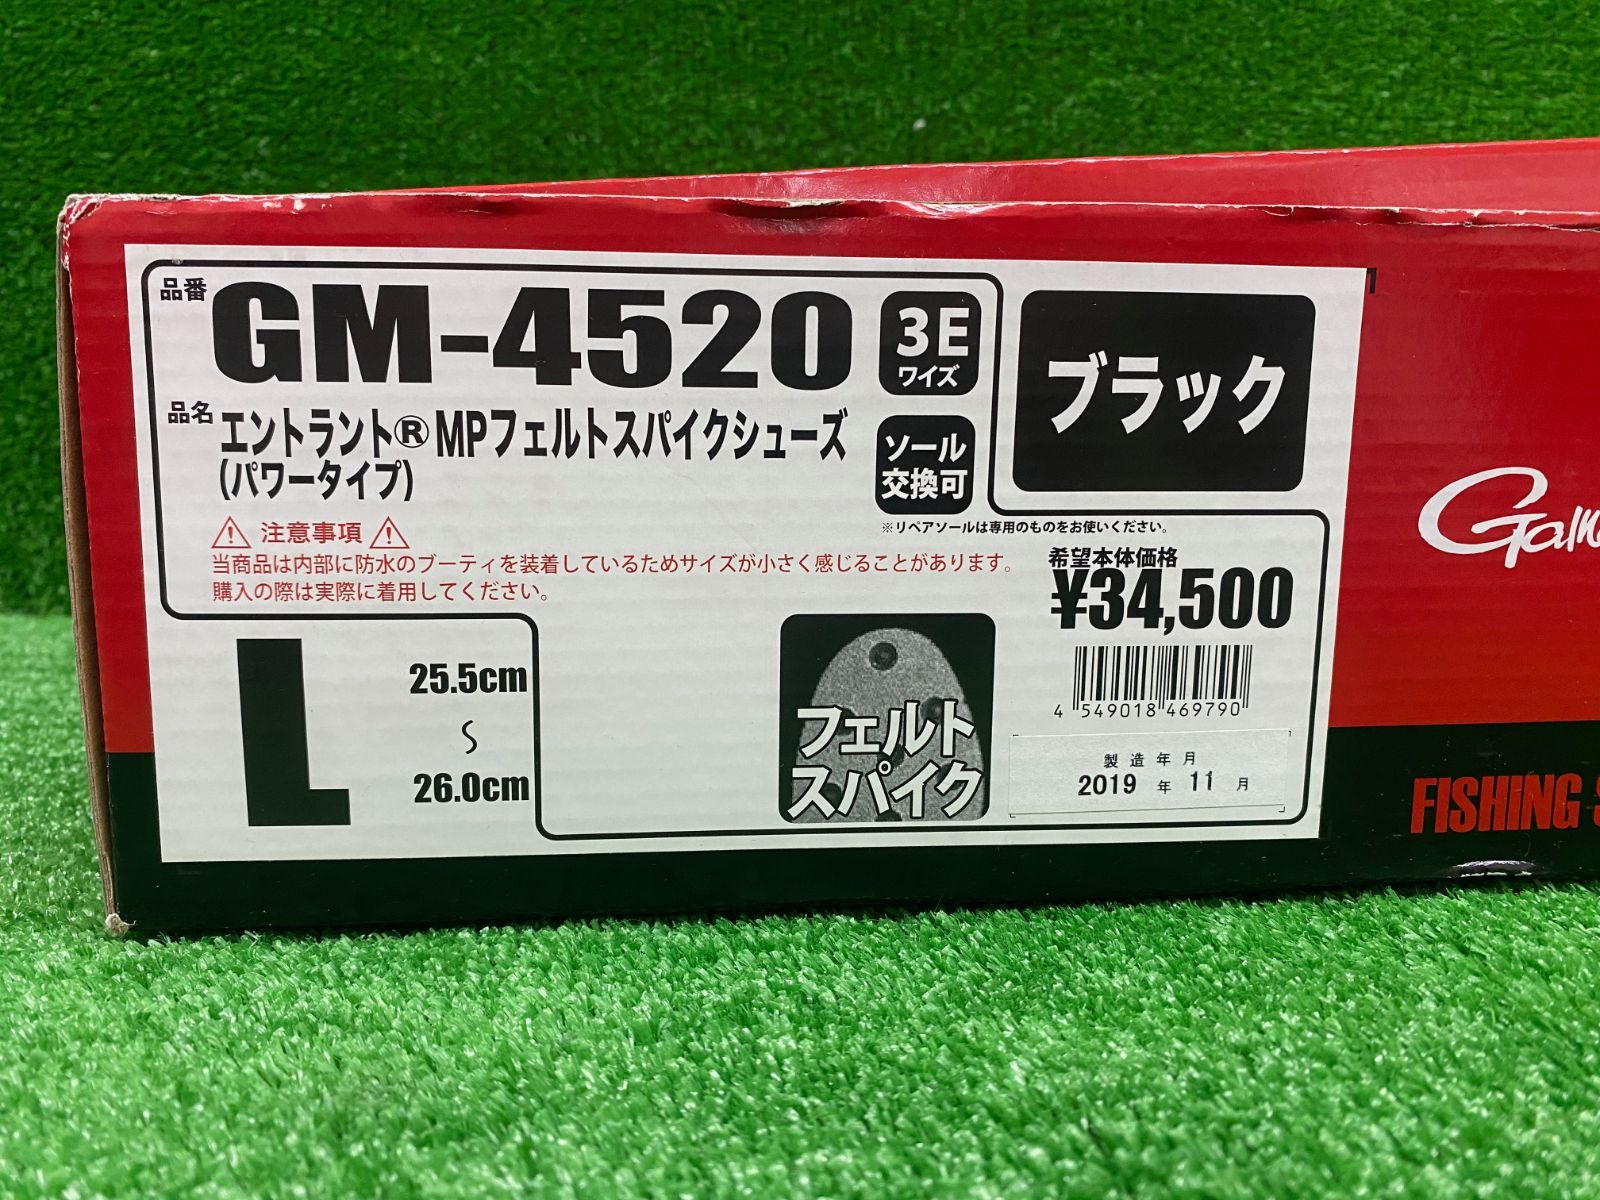 品番 GM-4520
3E
ワイズ
ブラック
品名 エントラント® MPフェルトスパイクシューズ
(パワータイプ)
ソール
交換可
※リペアソールは専用のものをお使いください。
注意事項
当商品は内部に防水のブーティを装着しているためサイズが小さく感じることがあります。
購入の際は実際に着用してください。
希望本体価格
¥34,500
L
25.5cm
〜
26.0cm
フェルト
スパイク
4 549018 469790
製造年月
2019 年 11 月
Gam
FISHING S